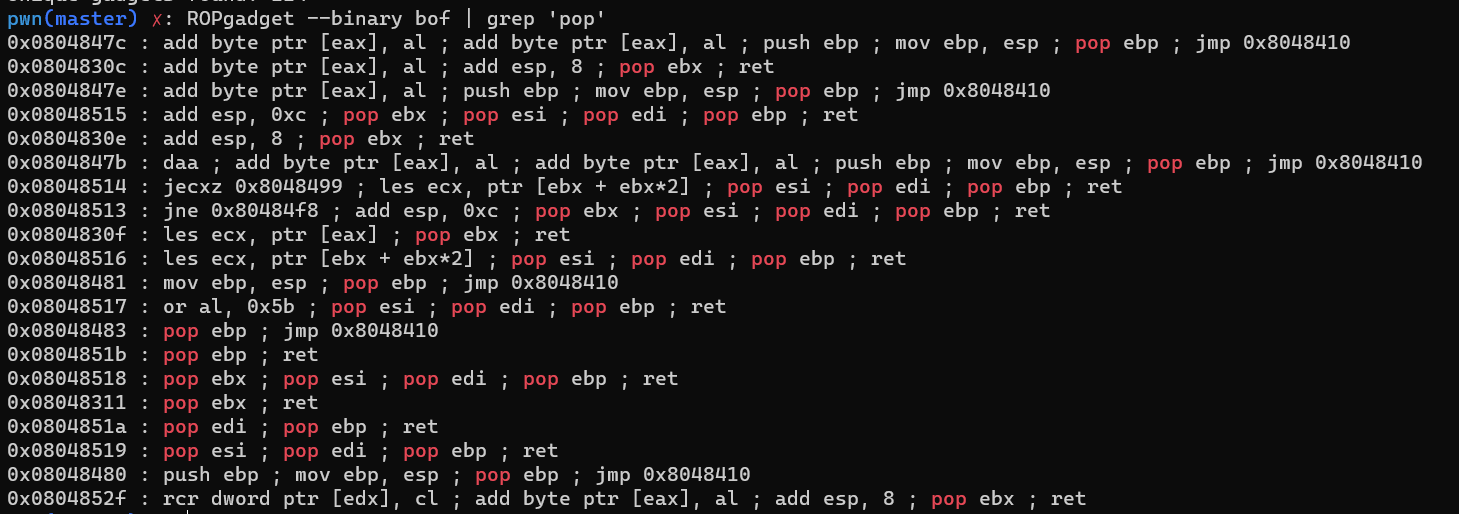 pwn(master) ✗: ROPgadget --binary bof | grep 'pop'
0x0804847c : add byte ptr [eax], al ; add byte ptr [eax], al ; push ebp ; mov ebp, esp ; pop ebp ; jmp 0x8048410
0x0804830c : add byte ptr [eax], al ; add esp, 8 ; pop ebx ; ret
0x0804847e : add byte ptr [eax], al ; push ebp ; mov ebp, esp ; pop ebp ; jmp 0x8048410
0x08048515 : add esp, 0xc ; pop ebx ; pop esi ; pop edi ; pop ebp ; ret
0x0804830e : add esp, 8 ; pop ebx ; ret
0x0804847b : daa ; add byte ptr [eax], al ; add byte ptr [eax], al ; push ebp ; mov ebp, esp ; pop ebp ; jmp 0x8048410
0x08048514 : jecxz 0x8048499 ; les ecx, ptr [ebx + ebx*2] ; pop esi ; pop edi ; pop ebp ; ret
0x08048513 : jne 0x80484f8 ; add esp, 0xc ; pop ebx ; pop esi ; pop edi ; pop ebp ; ret
0x0804830f : les ecx, ptr [eax] ; pop ebx ; ret
0x08048516 : les ecx, ptr [ebx + ebx*2] ; pop esi ; pop edi ; pop ebp ; ret
0x08048481 : mov ebp, esp ; pop ebp ; jmp 0x8048410
0x08048517 : or al, 0x5b ; pop esi ; pop edi ; pop ebp ; ret
0x08048483 : pop ebp ; jmp 0x8048410
0x0804851b : pop ebp ; ret
0x08048518 : pop ebx ; pop esi ; pop edi ; pop ebp ; ret
0x08048311 : pop ebx ; ret
0x0804851a : pop edi ; pop ebp ; ret
0x08048519 : pop esi ; pop edi ; pop ebp ; ret
0x08048480 : push ebp ; mov ebp, esp ; pop ebp ; jmp 0x8048410
0x0804852f : rcr dword ptr [edx], cl ; add byte ptr [eax], al ; add esp, 8 ; pop ebx ; ret